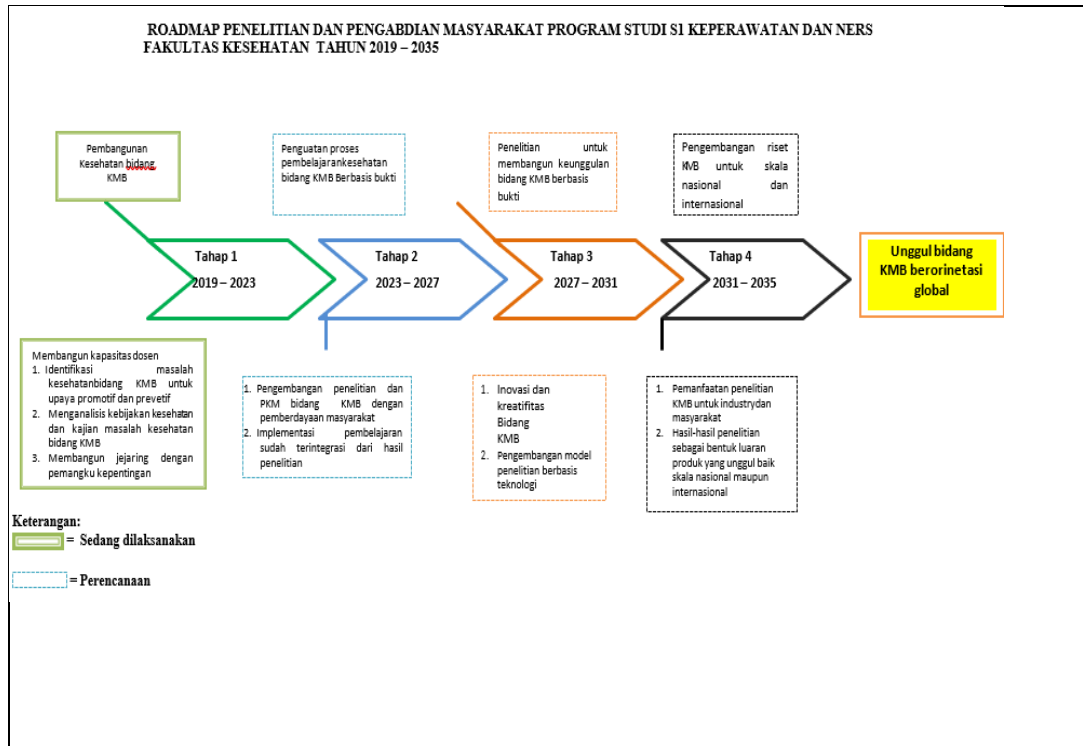 ROADMAP PENELITIAN DAN PENGABDIAN MASYARAKAT PROGRAM STUDI S1 KEPERAWATAN DAN NERS
FAKULTAS KESEHATAN TAHUN 2019 – 2035
Pembangunan
Kesehatan bidang
KMB
Penguatan proses
pembelajarankesehatan
bidang KMB Berbasis bukti
Penelitian untuk
membangun keunggulan
bidang KMB berbasis
bukti
Pengembangan riset
KMB untuk skala
nasional dan
internasional
Tahap 1
2019 – 2023
Tahap 2
2023 – 2027
Tahap 3
2027 – 2031
Tahap 4
2031 – 2035
Unggul bidang
KMB berorinetasi
global
Membangun kapasitas dosen
1. Identifikasi masalah
kesehatanbidang KMB untuk
upaya promotif dan prevetif
2. Menganalisis kebijakan kesehatan
dan kajian masalah kesehatan
bidang KMB
3. Membangun jejaring dengan
pemangku kepentingan
1. Pengembangan penelitian dan
PKM bidang KMB dengan
pemberdayaan masyarakat
2. Implementasi pembelajaran
sudah terintegrasi dari hasil
penelitian
1. Inovasi dan
kreatifitas
Bidang
KMB
2. Pengembangan model
penelitian berbasis
teknologi
1. Pemanfaatan penelitian
KMB untuk industrydan
masyarakat
2. Hasil-hasil penelitian
sebagai bentuk luaran
produk yang unggul baik
skala nasional maupun
internasional
Keterangan:
= Sedang dilaksanakan
= Perencanaan